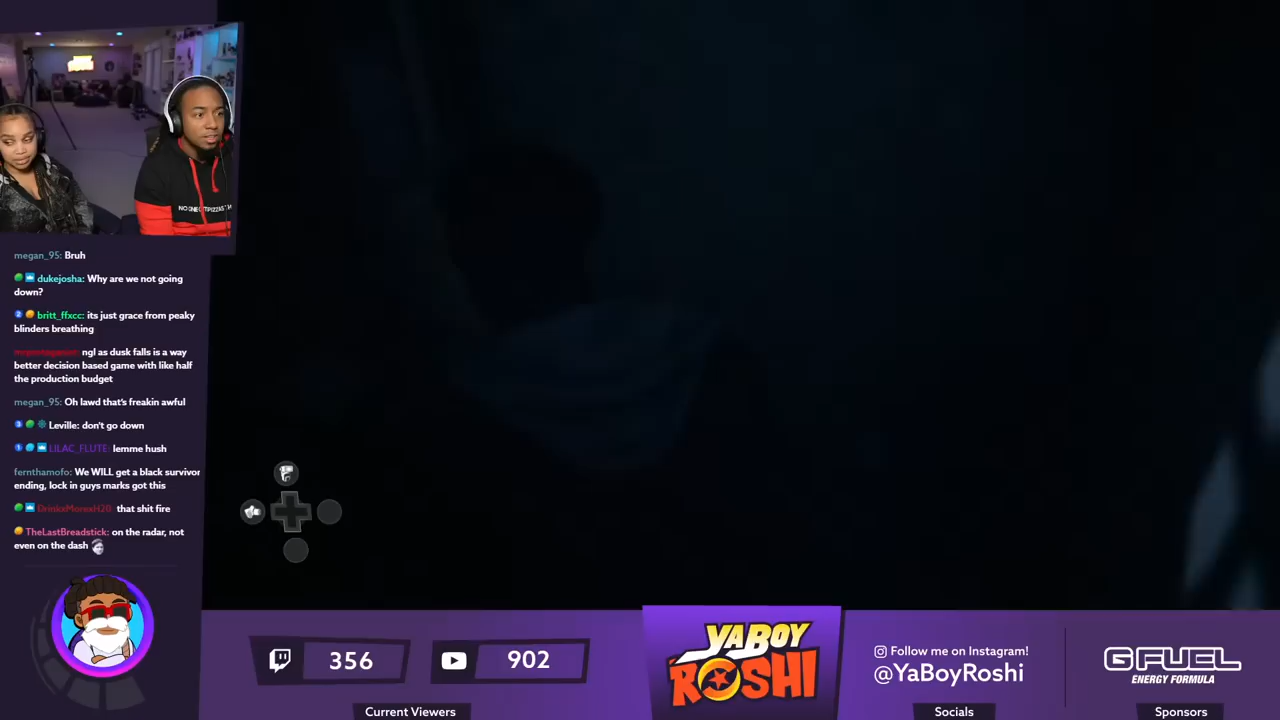 NO ONE
megan_95: Bruh
dukejosha: Why are we not going
down?
britt_ffxcc: its just grace from peaky
blinders breathing
ngl as dusk falls is a way
better decision based game with like half
the production budget
megan_95: Oh lawd that's freakin awful
Leville: don't go down
LILAC_FLUTE: lemme hush
fernthamofo: We WILL get a black survivor
ending, lock in guys marks got this
DrinkxMorexH20: that shit fire
TheLastBreadstick: on the radar, not
even on the dash
356
902
Current Viewers
YABOY
ROSHI
Follow me on Instagram!
@YaBoyRoshi
Socials
G FUEL
ENERGY FORMULA
Sponsors